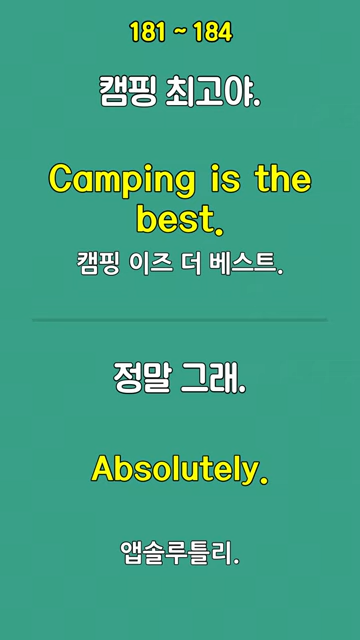 181 ~ 184
캠핑 최고야.
Camping is the
best.
캠핑 이즈 더 베스트.
정말 그래.
Absolutely.
앱솔루틀리.